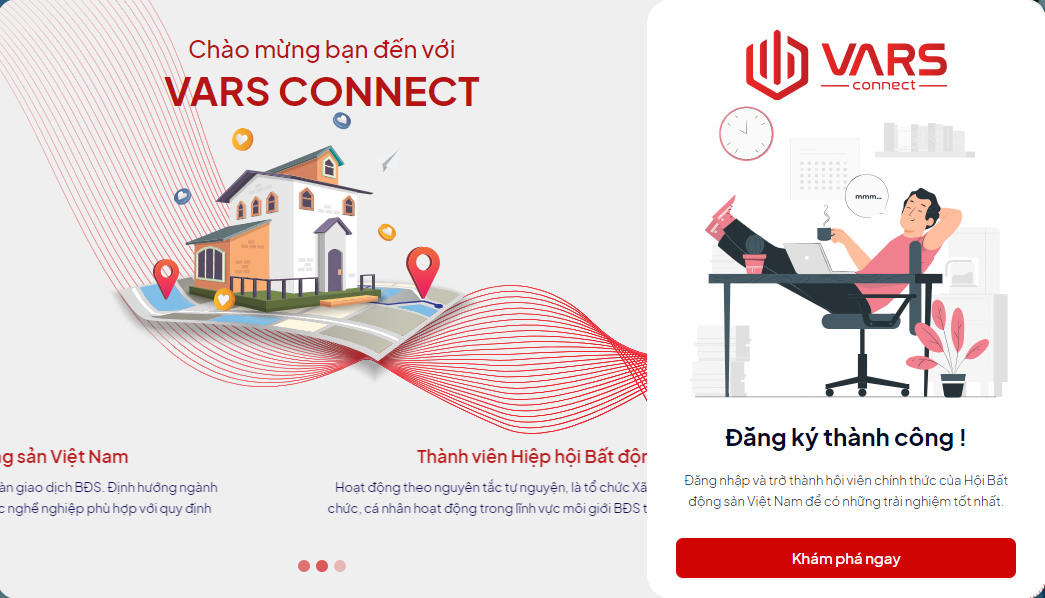 Chào mừng bạn đến với
VARS CONNECT
g sản Việt Nam
àn giao dịch BĐS. Định hướng ngành
c nghề nghiệp phù hợp với quy định
Thành viên Hiệp hội Bất độn
Hoạt động theo nguyên tắc tự nguyện, là tổ chức Xã
chức, cá nhân hoạt động trong lĩnh vực môi giới BĐS t
VARS
connect
mmm...
Đăng ký thành công !
Đăng nhập và trở thành hội viên chính thức của Hội Bất
động sản Việt Nam để có những trải nghiệm tốt nhất.
Khám phá ngay